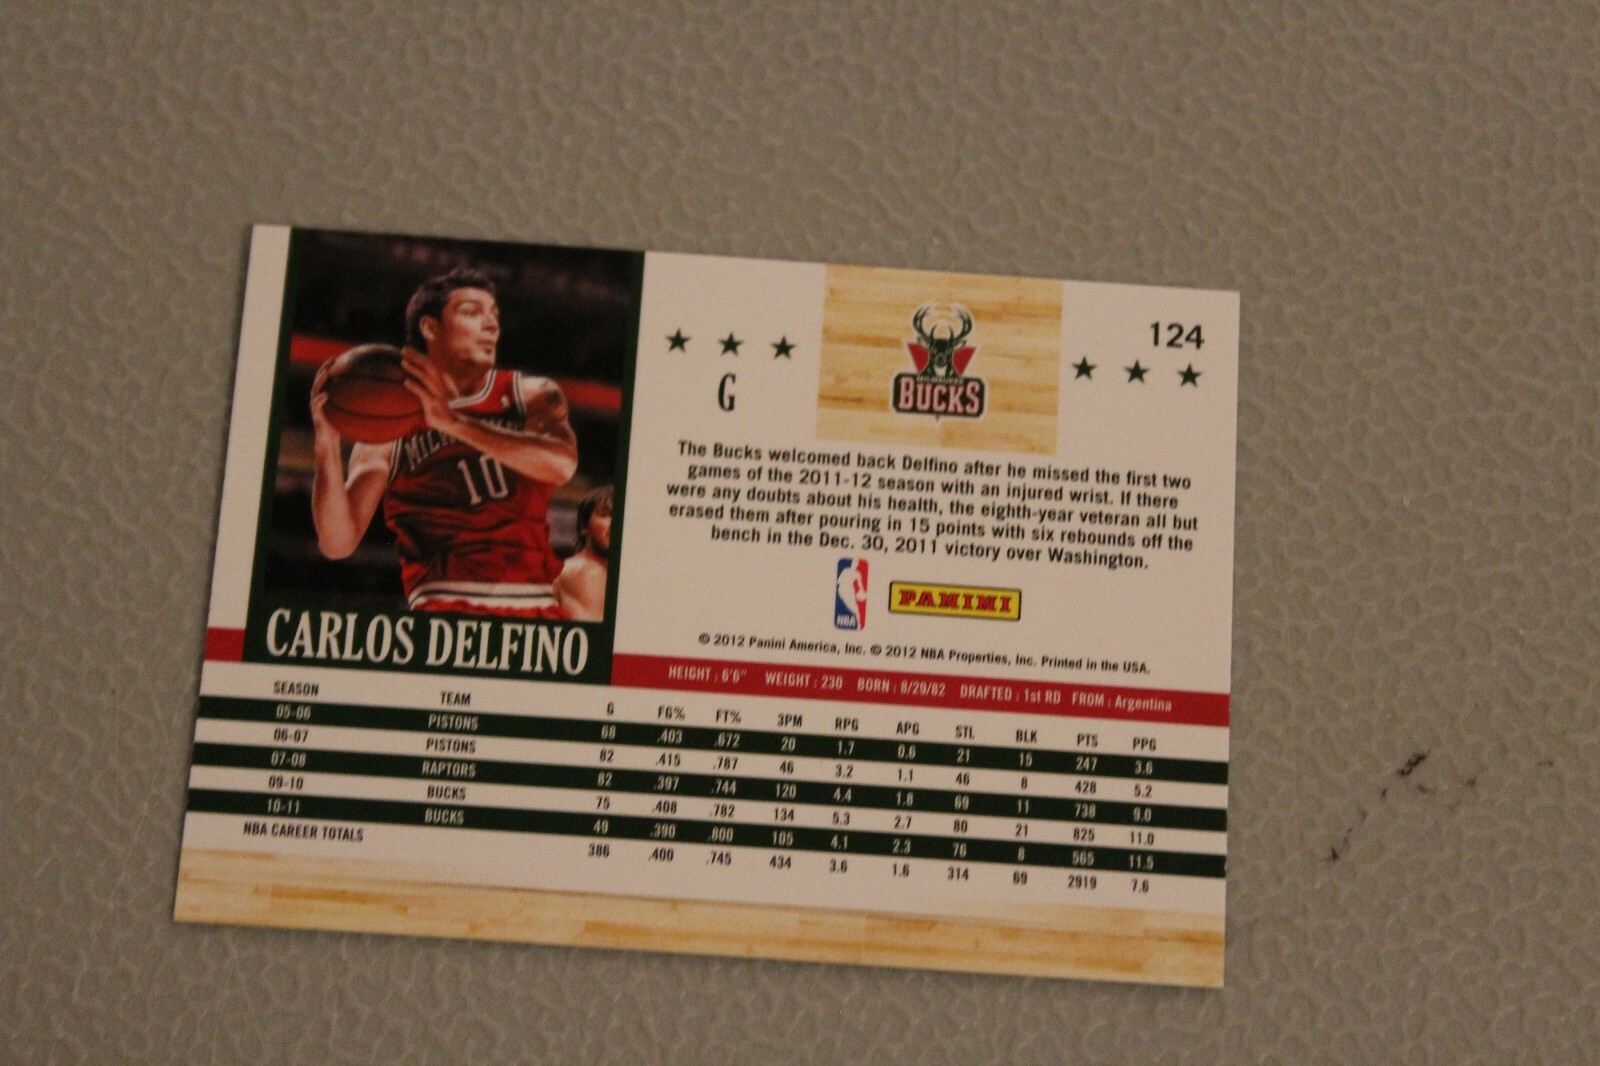 124
G
MILWAUKEE
BUCKS
MILWAUKEE
10
The Bucks welcomed back Delfino after he missed the first two
games of the 2011-12 season with an injured wrist. If there
were any doubts about his health, the eighth-year veteran all but
erased them after pouring in 15 points with six rebounds off the
bench in the Dec. 30, 2011 victory over Washington.
NBA
PANINI
© 2012 Panini America, Inc. © 2012 NBA Properties, Inc. Printed in the USA.
CARLOS DELFINO
HEIGHT : 6'6" WEIGHT : 230 BORN : 8/29/82 DRAFTED : 1st RD FROM : Argentina
SEASON TEAM G FG% FT% 3PM RPG APG STL BLK PTS PPG
05-06 PISTONS 68 .403 .672 20 1.7 0.6 21 15 247 3.6
06-07 PISTONS 82 .415 .787 46 3.2 1.1 46 8 428 5.2
07-08 RAPTORS 82 .397 .744 120 4.4 1.8 69 11 738 9.0
09-10 BUCKS 75 .408 .782 134 5.3 2.7 80 21 825 11.0
10-11 BUCKS 49 .390 .800 105 4.1 2.3 76 8 565 11.5
NBA CAREER TOTALS 386 .400 .745 434 3.6 1.6 314 69 2919 7.6